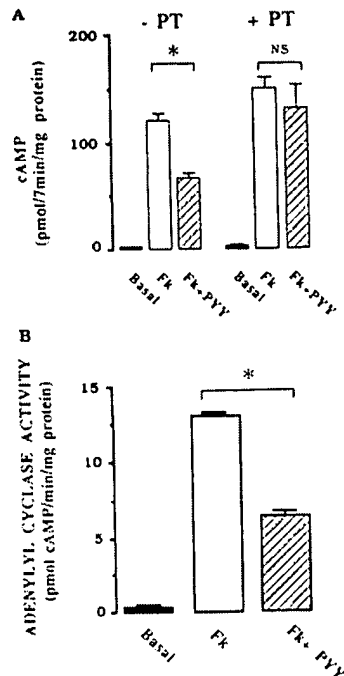 A
- PT
+ PT
200
*
NS
cAMP
(pmol/7min/mg protein)
100
0
Basal
Fk
Fk+PYY
Basal
Fk
Fk+PYY
B
15
*
ADENYLYL CYCLASE ACTIVITY
(pmol cAMP/min/mg protein)
10
5
0
Basal
Fk
Fk+ PYY